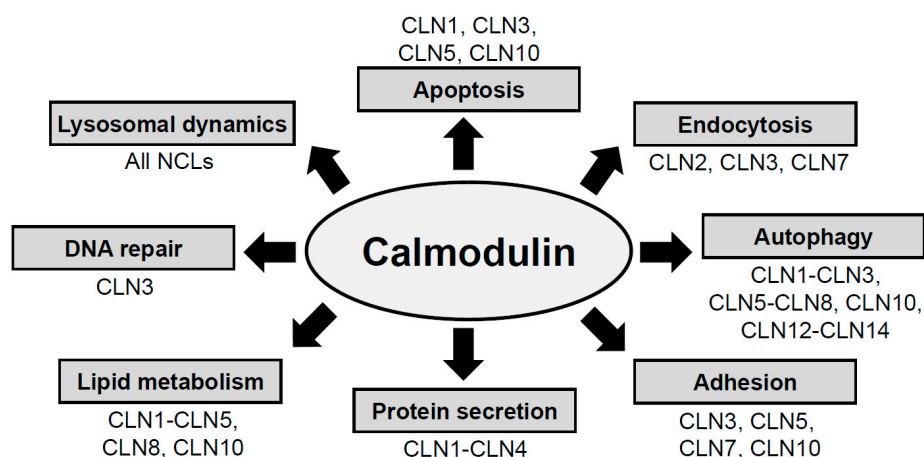 CLN1, CLN3,
CLN5, CLN10
Apoptosis
Lysosomal dynamics
All NCLs
Endocytosis
CLN2, CLN3, CLN7
DNA repair
CLN3
Calmodulin
Autophagy
CLN1-CLN3,
CLN5-CLN8, CLN10,
CLN12-CLN14
Lipid metabolism
CLN1-CLN5,
CLN8, CLN10
Protein secretion
CLN1-CLN4
Adhesion
CLN3, CLN5,
CLN7, CLN10